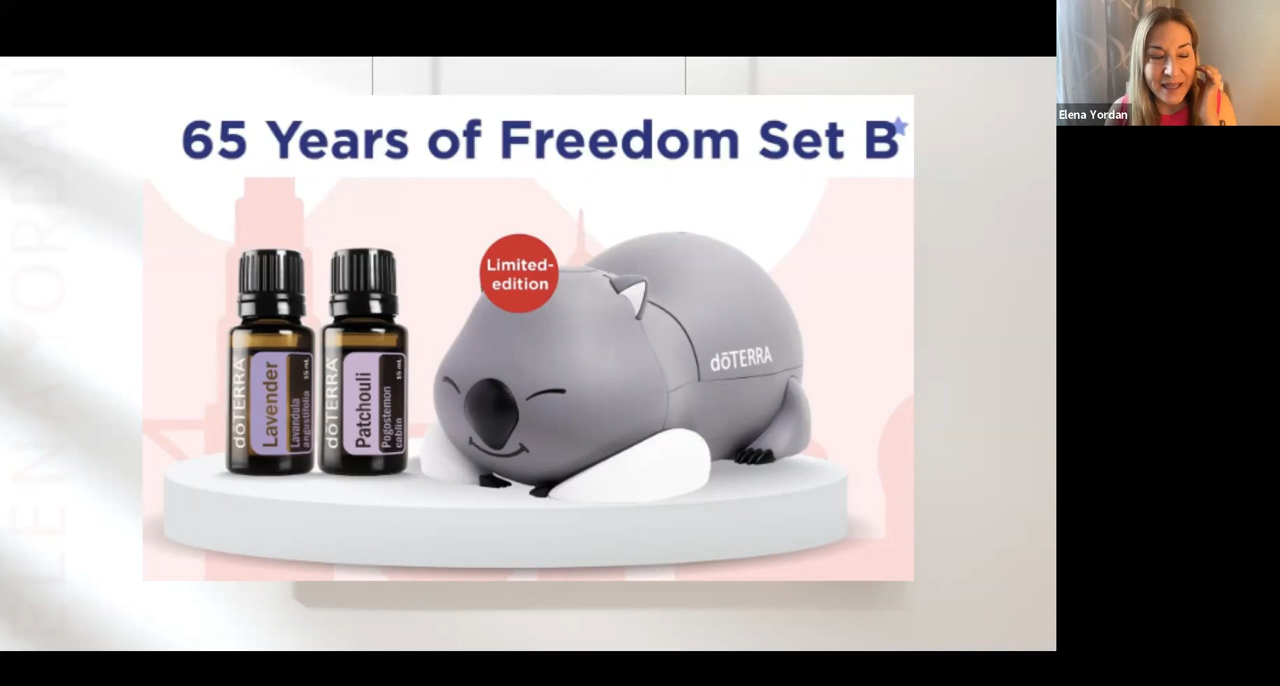 65 Years of Freedom Set B
Limited-
edition
dōTERRA
Lavender
Lavandula
angustifolia
15 mL
dōTERRA
Patchouli
Pogostemon
cablin
15 mL
dōTERRA
Elena Yordan